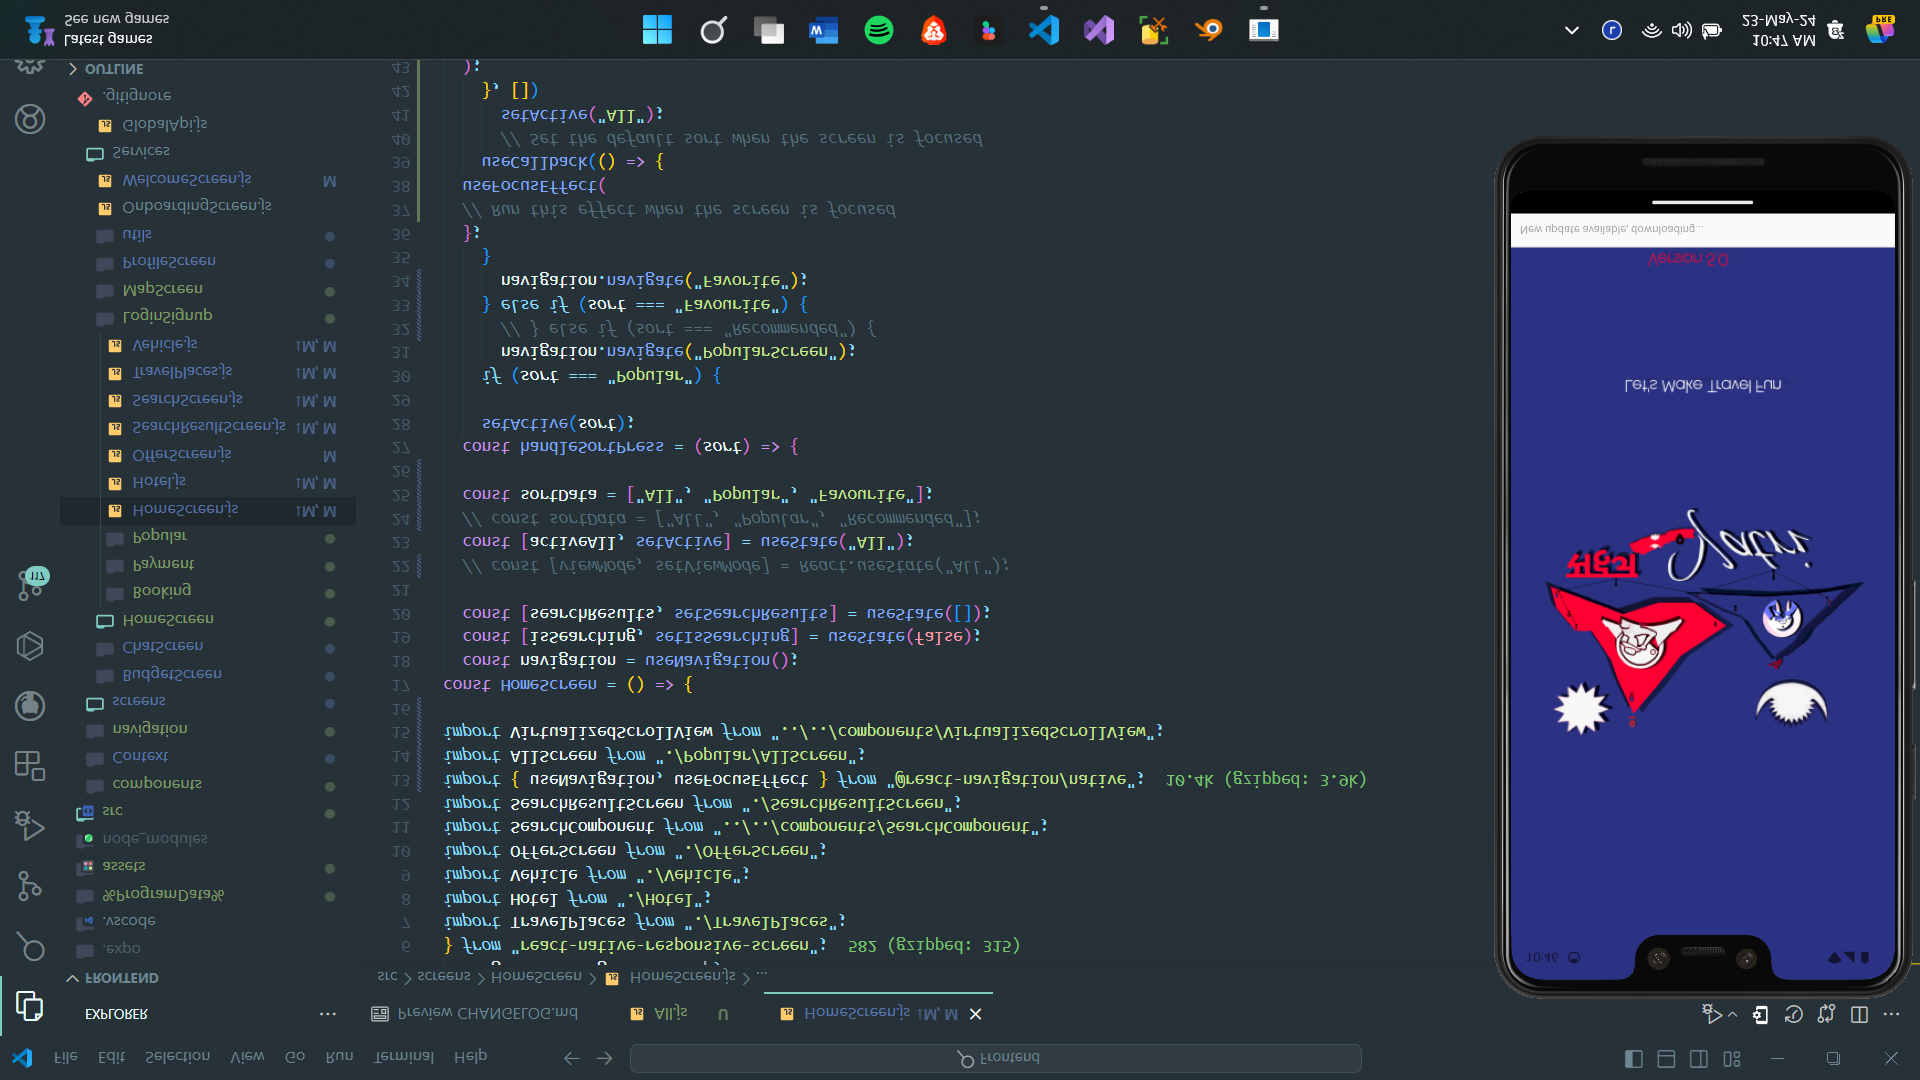 File Edit Selection View Go Run Terminal Help
Frontend
EXPLORER
FRONTEND
.expo
.vscode
%ProgramData%
assets
node_modules
src
components
Context
navigation
screens
BudgetScreen
ChatScreen
HomeScreen
Booking
Payment
Popular
HomeScreen.js 1M, M
Hotel.js 1M, M
OfferScreen.js M
SearchResultScreen.js 1M, M
SearchScreen.js 1M, M
TravelPlaces.js 1M, M
Vehicle.js 1M, M
LoginSignup
MapScreen
ProfileScreen
utils
OnboardingScreen.js
WelcomeScreen.js M
Services
GlobalApi.js
.gitignore
OUTLINE
117
Preview CHANGELOG.md
All.js U
HomeScreen.js 1M, M
src > screens > HomeScreen > HomeScreen.js > ...
6 } from "react-native-responsive-screen"; 582 (gzipped: 315)
7 import TravelPlaces from "./TravelPlaces";
8 import Hotel from "./Hotel";
9 import Vehicle from "./Vehicle";
10 import OfferScreen from "./OfferScreen";
11 import SearchComponent from "../../components/SearchComponent";
12 import SearchResultScreen from "./SearchResultScreen";
13 import { useNavigation, useFocusEffect } from "@react-navigation/native"; 10.4k (gzipped: 3.9k)
14 import AllScreen from "./Popular/AllScreen";
15 import VirtualizedScrollView from "../../components/VirtualizedScrollView";
16
17 const HomeScreen = () => {
18 const navigation = useNavigation();
19 const [isSearching, setIsSearching] = useState(false);
20 const [searchResults, setSearchResults] = useState([]);
21
22 // const [viewMode, setViewMode] = React.useState("All");
23 const [activeAll, setActive] = useState("All");
24 // const sortData = ["All", "Popular", "Recommended"];
25 const sortData = ["All", "Popular", "Favourite"];
26
27 const handleSortPress = (sort) => {
28 setActive(sort);
29
30 if (sort === "Popular") {
31 navigation.navigate("PopularScreen");
32 // } else if (sort === "Recommended") {
33 } else if (sort === "Favourite") {
34 navigation.navigate("Favorite");
35 }
36 };
37 // Run this effect when the screen is focused
38 useFocusEffect(
39 useCallback(() => {
40 // Set the default sort when the screen is focused
41 setActive("All");
42 }, [])
43 );
10:46
सहज Yatri
Let's Make Travel Fun
Version 5.0
New update available, downloading...
Latest games
See new games
L
10:47 AM
23-May-24
PRE